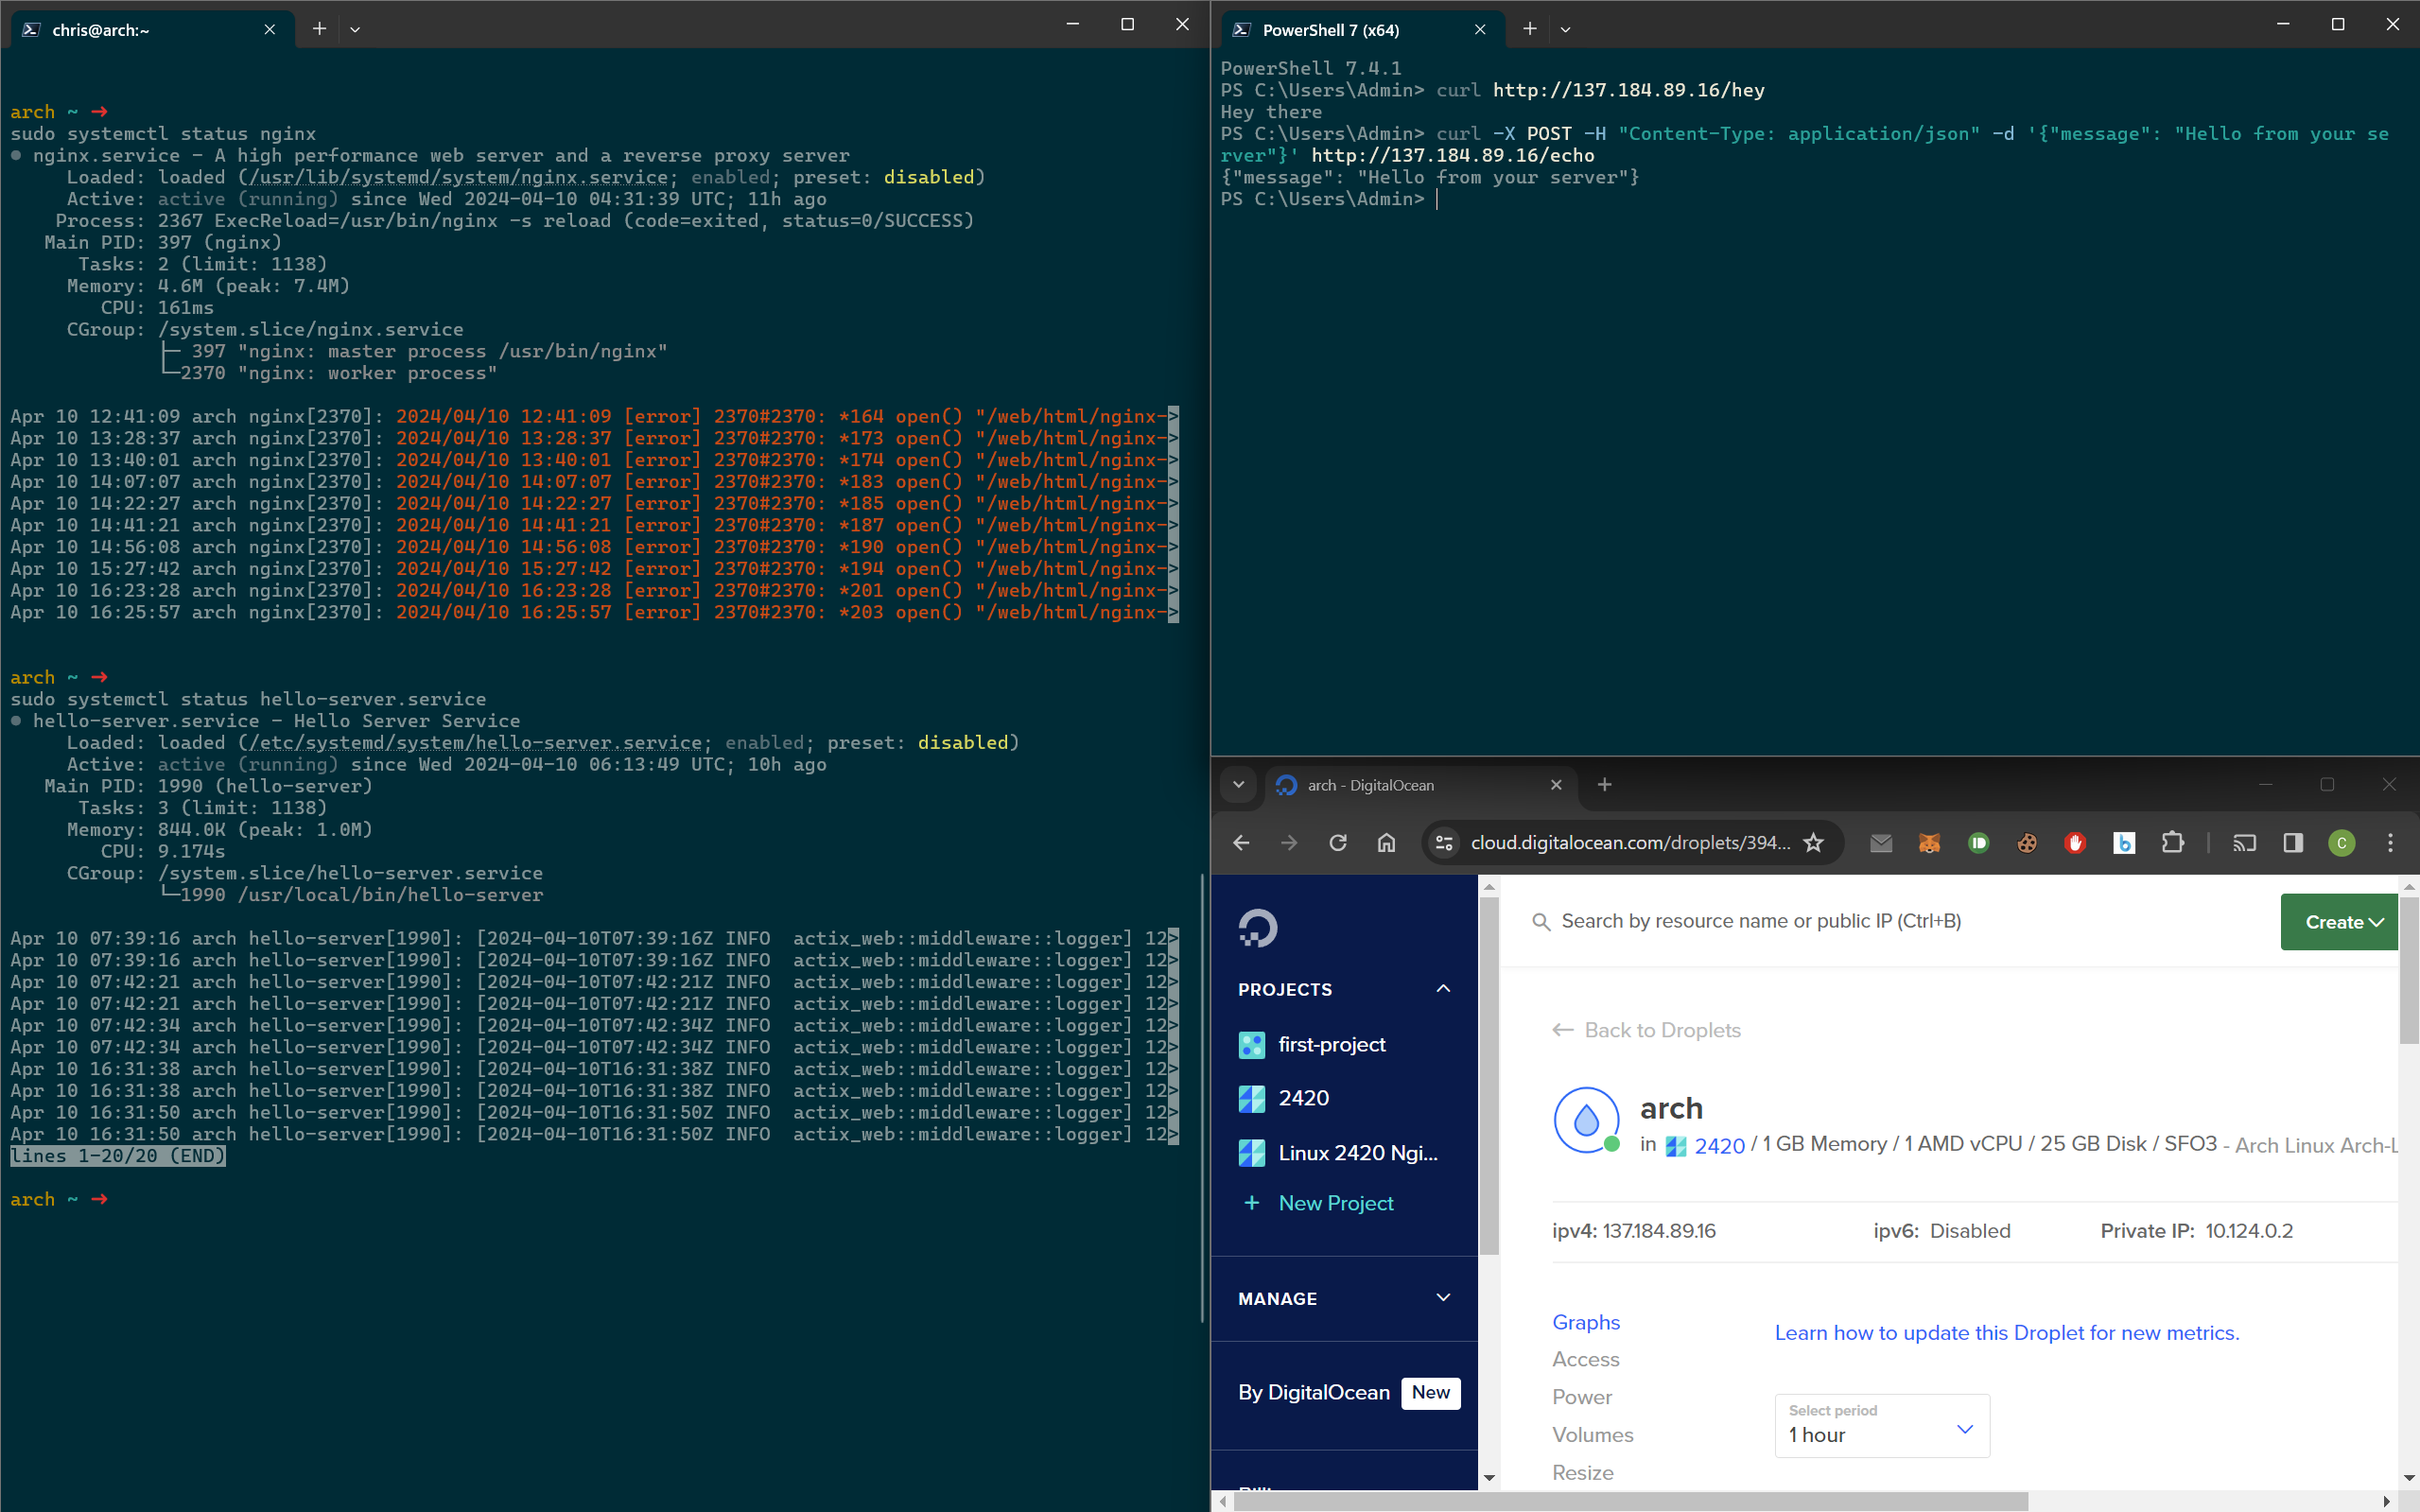 chris@arch:~
arch ~ ➜
sudo systemctl status nginx
● nginx.service - A high performance web server and a reverse proxy server
Loaded: loaded (/usr/lib/systemd/system/nginx.service; enabled; preset: disabled)
Active: active (running) since Wed 2024-04-10 04:31:39 UTC; 11h ago
Process: 2367 ExecReload=/usr/bin/nginx -s reload (code=exited, status=0/SUCCESS)
Main PID: 397 (nginx)
Tasks: 2 (limit: 1138)
Memory: 4.6M (peak: 7.4M)
CPU: 161ms
CGroup: /system.slice/nginx.service
├─ 397 "nginx: master process /usr/bin/nginx"
└─2370 "nginx: worker process"
Apr 10 12:41:09 arch nginx[2370]: 2024/04/10 12:41:09 [error] 2370#2370: *164 open() "/web/html/nginx->
Apr 10 13:28:37 arch nginx[2370]: 2024/04/10 13:28:37 [error] 2370#2370: *173 open() "/web/html/nginx->
Apr 10 13:40:01 arch nginx[2370]: 2024/04/10 13:40:01 [error] 2370#2370: *174 open() "/web/html/nginx->
Apr 10 14:07:07 arch nginx[2370]: 2024/04/10 14:07:07 [error] 2370#2370: *183 open() "/web/html/nginx->
Apr 10 14:22:27 arch nginx[2370]: 2024/04/10 14:22:27 [error] 2370#2370: *185 open() "/web/html/nginx->
Apr 10 14:41:21 arch nginx[2370]: 2024/04/10 14:41:21 [error] 2370#2370: *187 open() "/web/html/nginx->
Apr 10 14:56:08 arch nginx[2370]: 2024/04/10 14:56:08 [error] 2370#2370: *190 open() "/web/html/nginx->
Apr 10 15:27:42 arch nginx[2370]: 2024/04/10 15:27:42 [error] 2370#2370: *194 open() "/web/html/nginx->
Apr 10 16:23:28 arch nginx[2370]: 2024/04/10 16:23:28 [error] 2370#2370: *201 open() "/web/html/nginx->
Apr 10 16:25:57 arch nginx[2370]: 2024/04/10 16:25:57 [error] 2370#2370: *203 open() "/web/html/nginx->
arch ~ ➜
sudo systemctl status hello-server.service
● hello-server.service - Hello Server Service
Loaded: loaded (/etc/systemd/system/hello-server.service; enabled; preset: disabled)
Active: active (running) since Wed 2024-04-10 06:13:49 UTC; 10h ago
Main PID: 1990 (hello-server)
Tasks: 3 (limit: 1138)
Memory: 844.0K (peak: 1.0M)
CPU: 9.174s
CGroup: /system.slice/hello-server.service
└─1990 /usr/local/bin/hello-server
Apr 10 07:39:16 arch hello-server[1990]: [2024-04-10T07:39:16Z INFO  actix_web::middleware::logger] 12>
Apr 10 07:39:16 arch hello-server[1990]: [2024-04-10T07:39:16Z INFO  actix_web::middleware::logger] 12>
Apr 10 07:42:21 arch hello-server[1990]: [2024-04-10T07:42:21Z INFO  actix_web::middleware::logger] 12>
Apr 10 07:42:21 arch hello-server[1990]: [2024-04-10T07:42:21Z INFO  actix_web::middleware::logger] 12>
Apr 10 07:42:34 arch hello-server[1990]: [2024-04-10T07:42:34Z INFO  actix_web::middleware::logger] 12>
Apr 10 07:42:34 arch hello-server[1990]: [2024-04-10T07:42:34Z INFO  actix_web::middleware::logger] 12>
Apr 10 16:31:38 arch hello-server[1990]: [2024-04-10T16:31:38Z INFO  actix_web::middleware::logger] 12>
Apr 10 16:31:38 arch hello-server[1990]: [2024-04-10T16:31:38Z INFO  actix_web::middleware::logger] 12>
Apr 10 16:31:50 arch hello-server[1990]: [2024-04-10T16:31:50Z INFO  actix_web::middleware::logger] 12>
Apr 10 16:31:50 arch hello-server[1990]: [2024-04-10T16:31:50Z INFO  actix_web::middleware::logger] 12>
lines 1-20/20 (END)
arch ~ ➜
PowerShell 7 (x64)
PowerShell 7.4.1
PS C:\Users\Admin> curl http://137.184.89.16/hey
Hey there
PS C:\Users\Admin> curl -X POST -H "Content-Type: application/json" -d '{"message": "Hello from your se
rver"}' http://137.184.89.16/echo
{"message": "Hello from your server"}
PS C:\Users\Admin>
arch - DigitalOcean
cloud.digitalocean.com/droplets/394...
C
Search by resource name or public IP (Ctrl+B)
Create
PROJECTS
first-project
2420
Linux 2420 Ngi...
+ New Project
MANAGE
By DigitalOcean New
← Back to Droplets
arch
in 2420 / 1 GB Memory / 1 AMD vCPU / 25 GB Disk / SFO3 - Arch Linux Arch-L
ipv4: 137.184.89.16 ipv6: Disabled Private IP: 10.124.0.2
Graphs
Access
Power
Volumes
Resize
Learn how to update this Droplet for new metrics.
Select period
1 hour